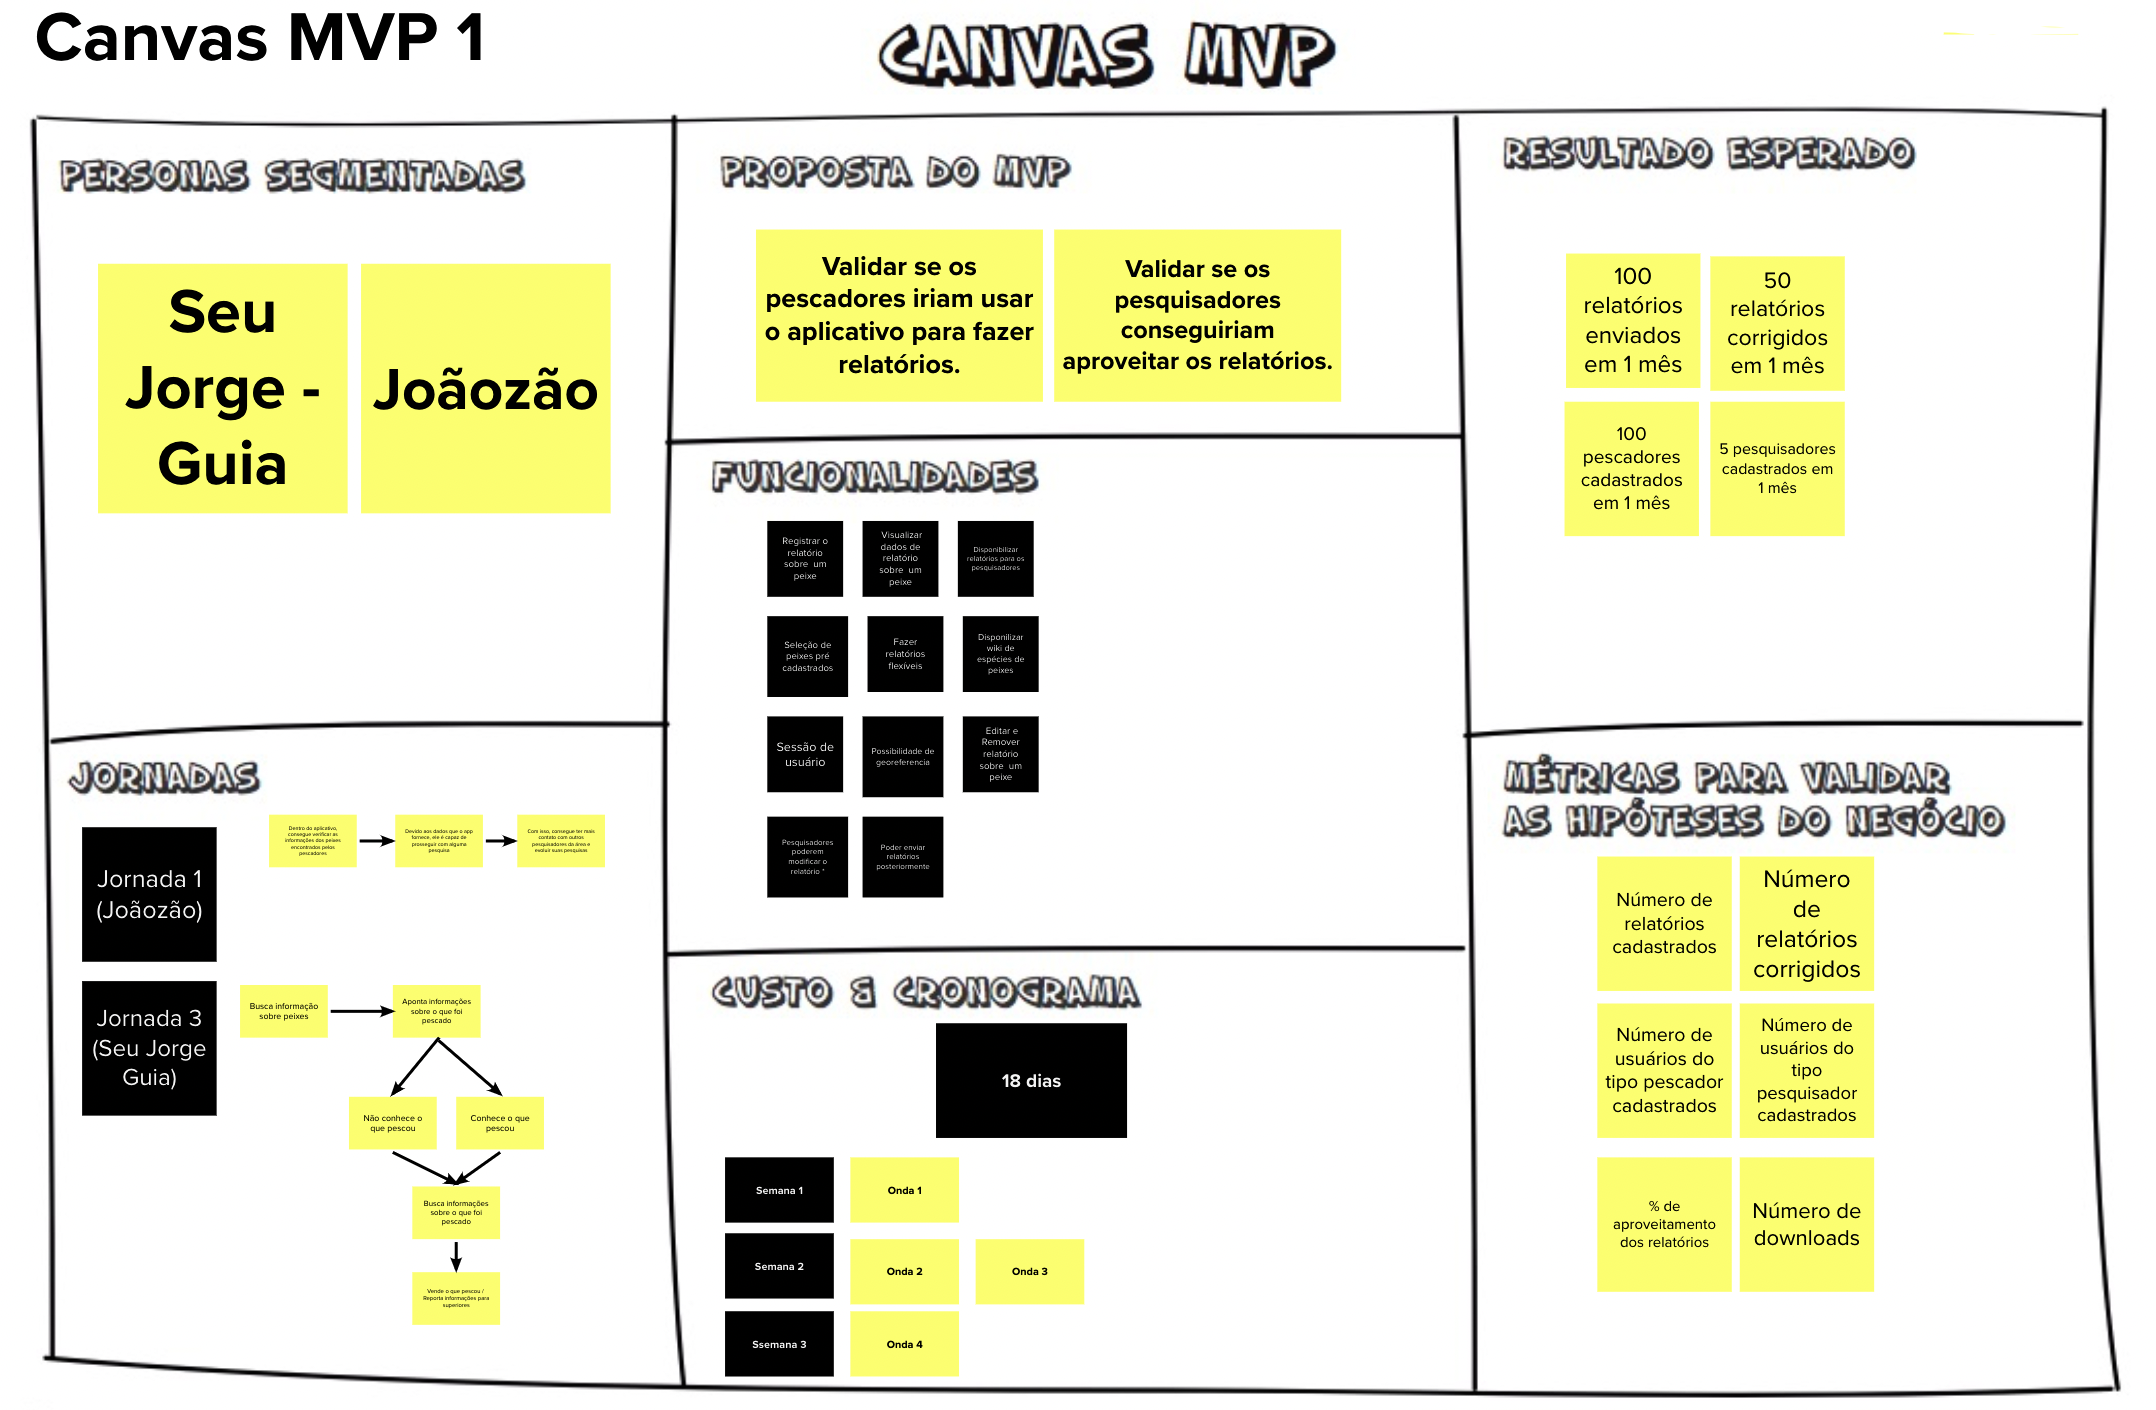 Canvas MVP 1
CANVAS MVP
PERSONAS SEGMENTADAS
Seu
Jorge -
Guia
Joãozão
PROPOSTA DO MVP
Validar se os
pescadores iriam usar
o aplicativo para fazer
relatórios.
Validar se os
pesquisadores
conseguiriam
aproveitar os relatórios.
RESULTADO ESPERADO
100
relatórios
enviados
em 1 mês
50
relatórios
corrigidos
em 1 mês
100
pescadores
cadastrados
em 1 mês
5 pesquisadores
cadastrados em
1 mês
FUNCIONALIDADES
Registrar o
relatório
sobre um
peixe
Visualizar
dados de
relatório
sobre um
peixe
Disponibilizar
relatórios para os
pesquisadores
Seleção de
peixes pré
cadastrados
Fazer
relatórios
flexíveis
Disponilizar
wiki de
espécies de
peixes
Sessão de
usuário
Possibilidade de
georeferencia
Editar e
Remover
relatório
sobre um
peixe
Pesquisadores
poderem
modificar o
relatório *
Poder enviar
relatórios
posteriormente
JORNADAS
Jornada 1
(Joãozão)
Dentro do aplicativo,
consegue verificar as
informações dos peixes
encontrados pelos
pescadores
Devido aos dados que o app
fornece, ele é capaz de
prosseguir com alguma
pesquisa
Com isso, consegue ter mais
contato com outros
pesquisadores da área e
evoluir suas pesquisas
Jornada 3
(Seu Jorge
Guia)
Busca informação
sobre peixes
Aponta informações
sobre o que foi
pescado
Não conhece o
que pescou
Conhece o que
pescou
Busca informações
sobre o que foi
pescado
Vende o que pescou /
Reporta informações para
superiores
CUSTO & CRONOGRAMA
18 dias
Semana 1
Onda 1
Semana 2
Onda 2
Onda 3
Ssemana 3
Onda 4
MÉTRICAS PARA VALIDAR
AS HIPÓTESES DO NEGÓCIO
Número de
relatórios
cadastrados
Número
de
relatórios
corrigidos
Número de
usuários do
tipo pescador
cadastrados
Número de
usuários do
tipo
pesquisador
cadastrados
% de
aproveitamento
dos relatórios
Número de
downloads